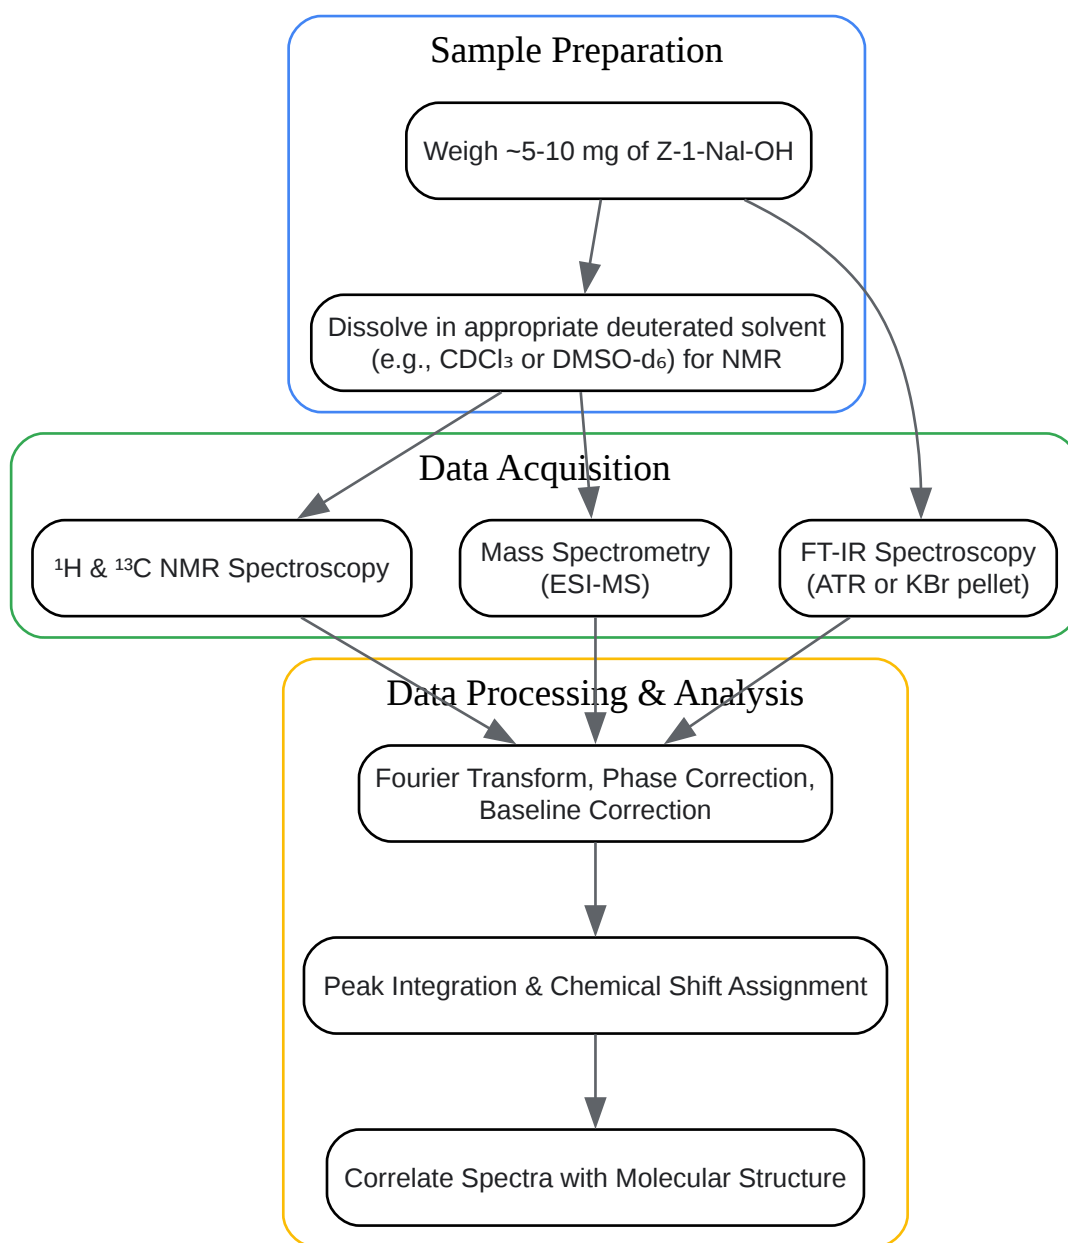 Sample Preparation
Weigh ~5-10 mg of Z-1-Nal-OH
Dissolve in appropriate deuterated solvent
(e.g., CDCl₃ or DMSO-d₆) for NMR
Data Acquisition
¹H & ¹³C NMR Spectroscopy
Mass Spectrometry
(ESI-MS)
FT-IR Spectroscopy
(ATR or KBr pellet)
Data Processing & Analysis
Fourier Transform, Phase Correction,
Baseline Correction
Peak Integration & Chemical Shift Assignment
Correlate Spectra with Molecular Structure